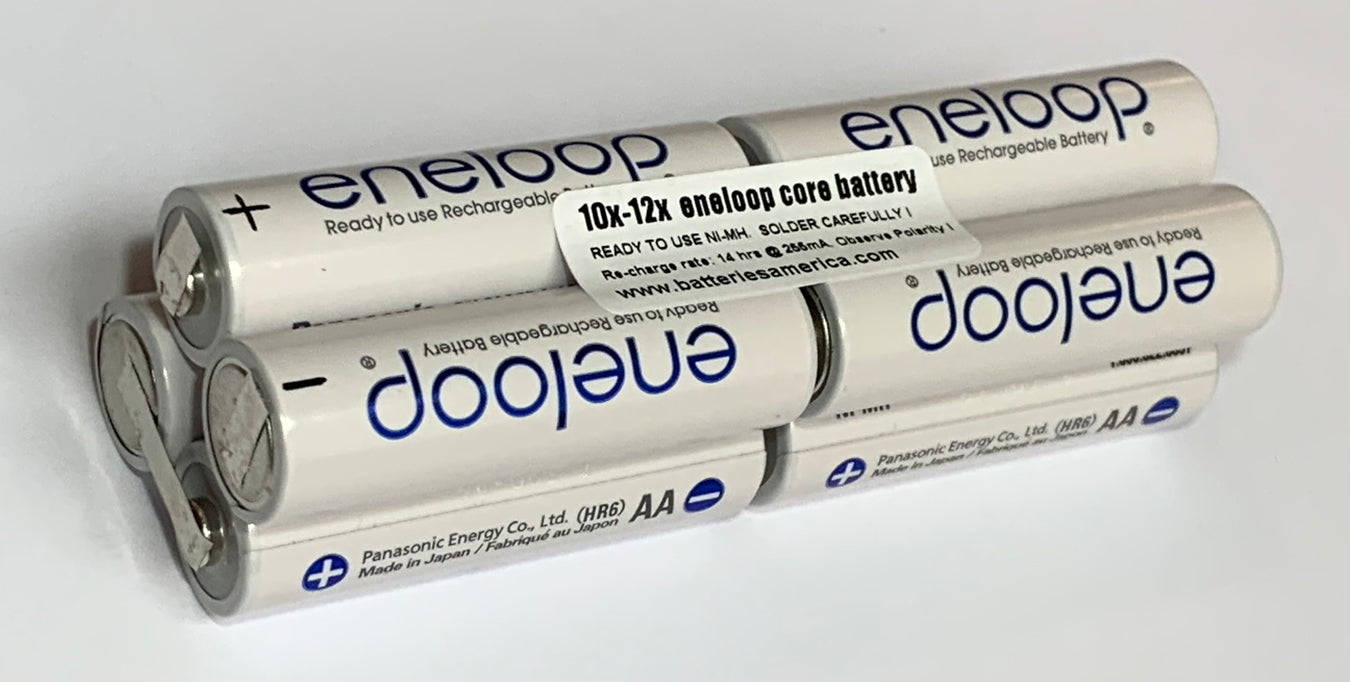 +
eneloop
®
Ready to use Rechargeable
eneloop
®
use Rechargeable Battery
10x-12x eneloop core battery
READY TO USE NI-MH. SOLDER CAREFULLY !
Re-charge rate: 14 hrs @ 255mA. Observe Polarity !
www.batteriesamerica.com
-
eneloop
®
Ready to use Rechargeable Battery
eneloop
®
Ready to use Rechargeable Battery
+ Panasonic Energy Co., Ltd. (HR6) AA -
Made in Japan / Fabriqué au Japon
+ Panasonic Energy Co., Ltd. (HR6) AA -
Made in Japan / Fabriqué au Japon